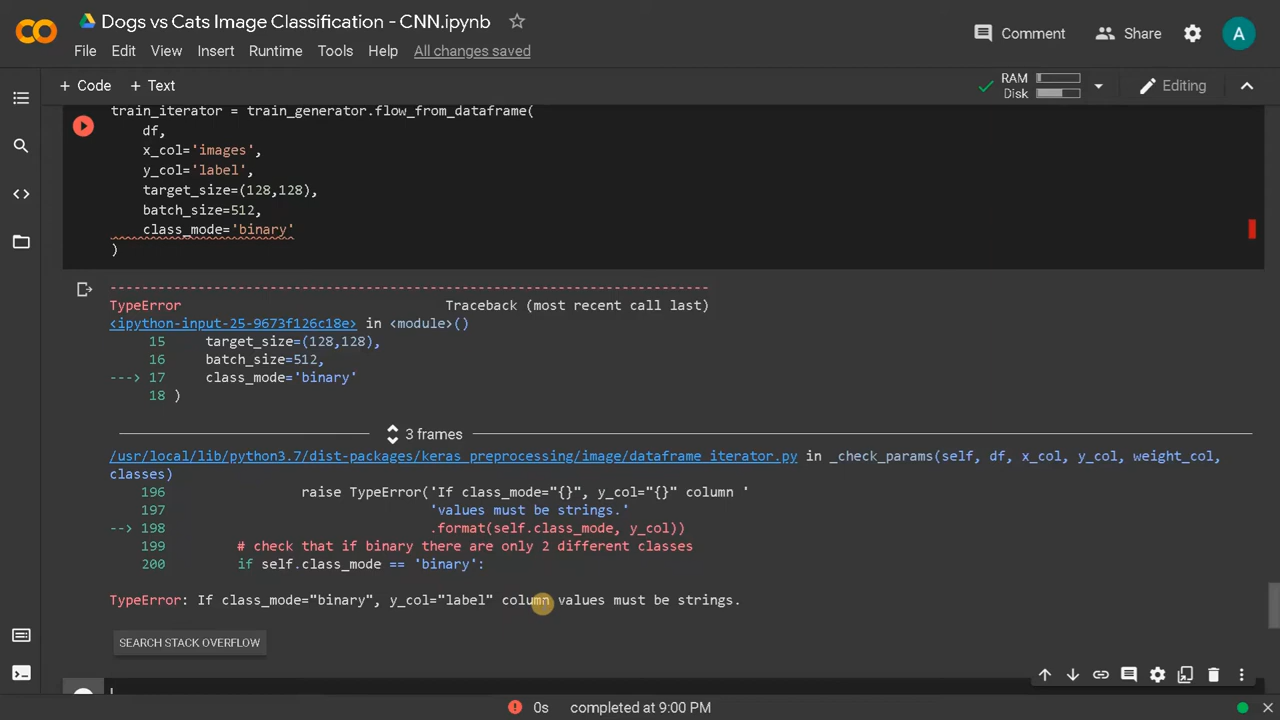 Dogs vs Cats Image Classification - CNN.ipynb
File Edit View Insert Runtime Tools Help All changes saved
Comment Share A
+ Code + Text
RAM
Disk
Editing
train_iterator = train_generator.flow_from_dataframe(
df,
x_col='images',
y_col='label',
target_size=(128,128),
batch_size=512,
class_mode='binary'
)
---------------------------------------------------------------------------
TypeError Traceback (most recent call last)
<ipython-input-25-9673f126c18e> in <module>()
15 target_size=(128,128),
16 batch_size=512,
---> 17 class_mode='binary'
18 )
3 frames
/usr/local/lib/python3.7/dist-packages/keras_preprocessing/image/dataframe_iterator.py in _check_params(self, df, x_col, y_col, weight_col,
classes)
196 raise TypeError('If class_mode="{}", y_col="{}" column '
197 'values must be strings.'
--> 198 .format(self.class_mode, y_col))
199 # check that if binary there are only 2 different classes
200 if self.class_mode == 'binary':
TypeError: If class_mode="binary", y_col="label" column values must be strings.
SEARCH STACK OVERFLOW
0s completed at 9:00 PM